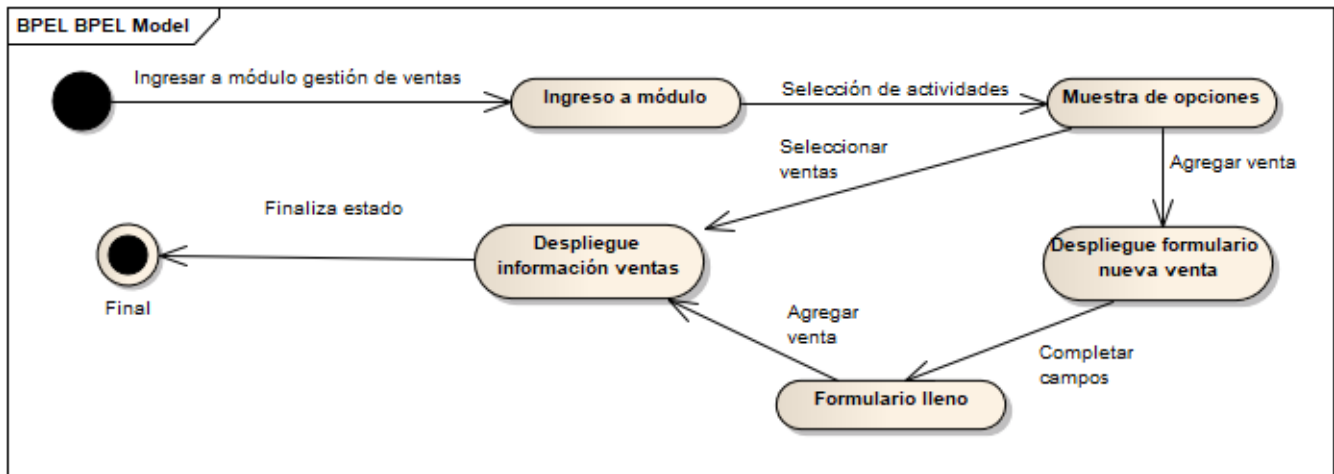 BPEL BPEL Model
Ingresar a módulo gestión de ventas
Ingreso a módulo
Selección de actividades
Muestra de opciones
Seleccionar
ventas
Agregar venta
Finaliza estado
Despliegue
información ventas
Despliegue formulario
nueva venta
Final
Agregar
venta
Completar
campos
Formulario lleno